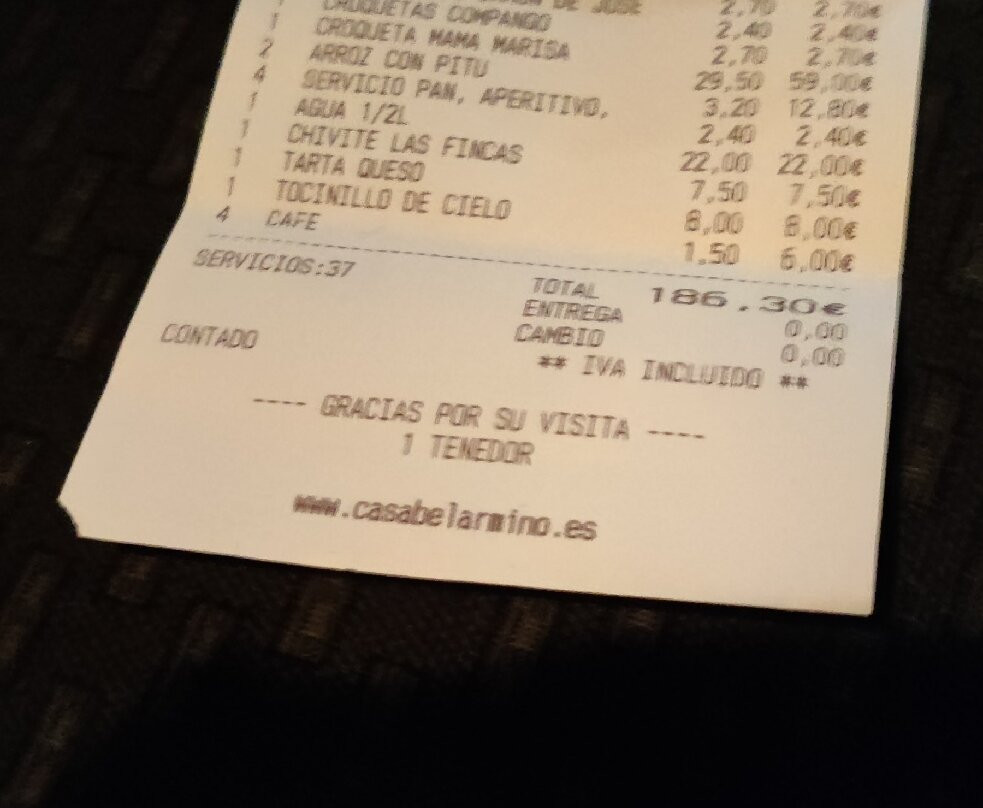 DE JOSE 2,70 2,70€
1 CROQUETAS COMPANGO 2,40 2,40€
1 CROQUETA MAMA MARISA 2,70 2,70€
2 ARROZ CON PITU 29,50 59,00€
4 SERVICIO PAN, APERITIVO, 3,20 12,80€
1 AGUA 1/2L 2,40 2,40€
1 CHIVITE LAS FINCAS 22,00 22,00€
1 TARTA QUESO 7,50 7,50€
1 TOCINILLO DE CIELO 8,00 8,00€
4 CAFE 1,50 6,00€
SERVICIOS:37 TOTAL 186.30€
ENTREGA 0,00
CONTADO CAMBIO 0,00
** IVA INCLUIDO **
---- GRACIAS POR SU VISITA ----
1 TENEDOR
www.casabelarmino.es